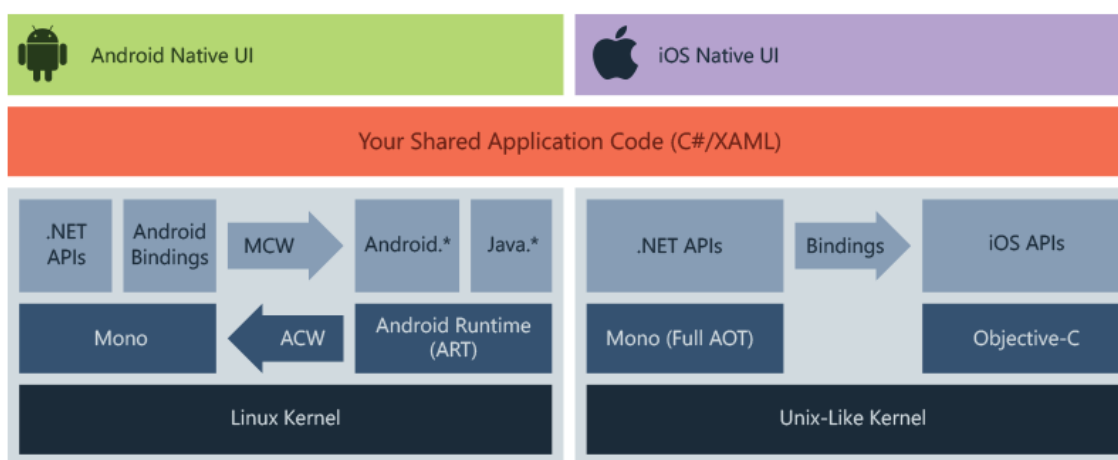 Android Native UI
iOS Native UI
Your Shared Application Code (C#/XAML)
.NET
APIs
Android
Bindings
MCW
Android.*
Java.*
.NET APIs
Bindings
iOS APIs
Mono
ACW
Android Runtime
(ART)
Mono (Full AOT)
Objective-C
Linux Kernel
Unix-Like Kernel